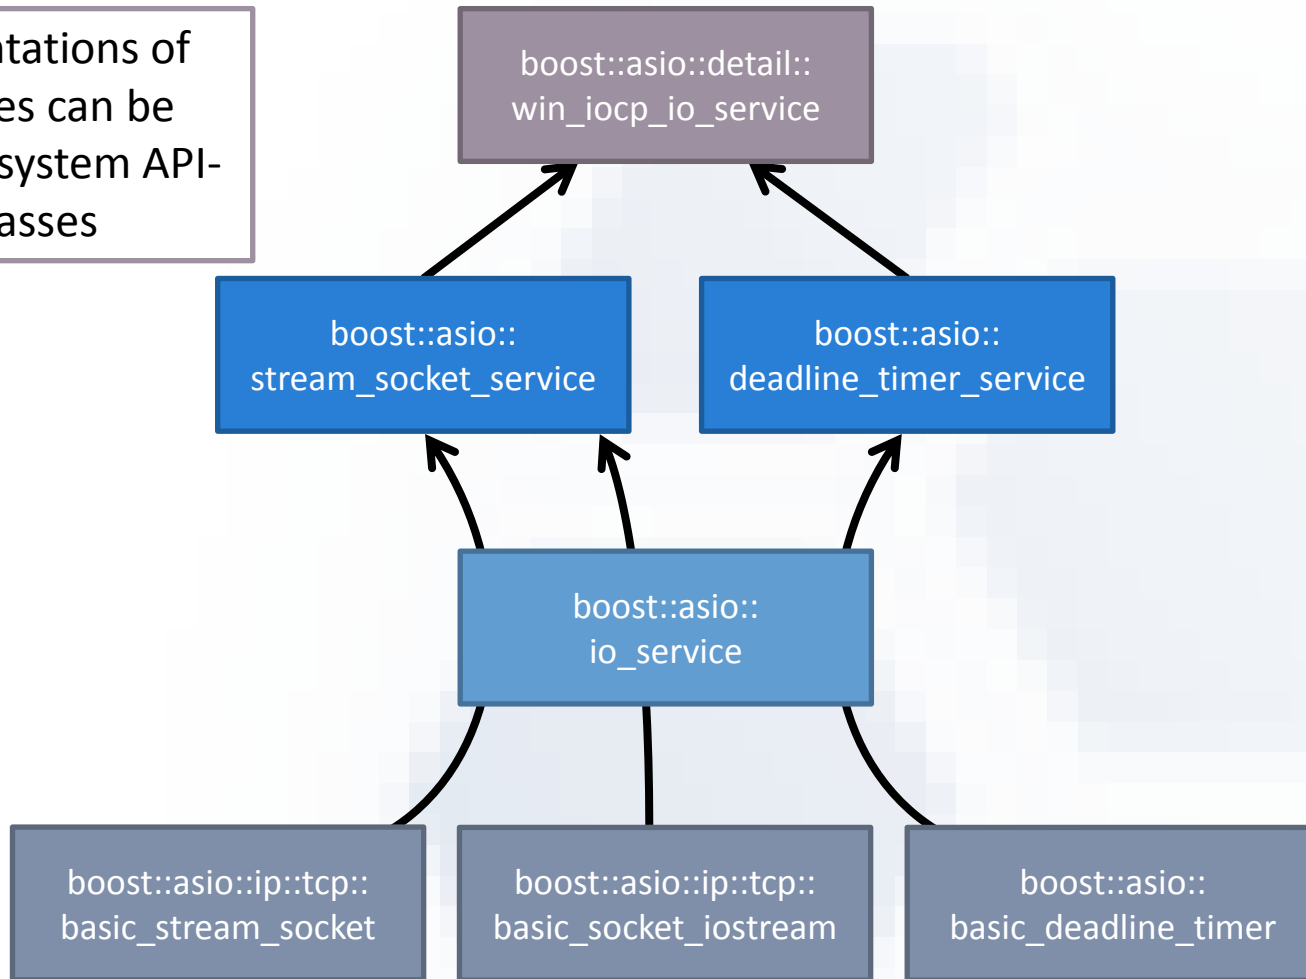 tations of
es can be
system API-
asses
boost::asio::detail::
win_iocp_io_service
boost::asio::
stream_socket_service
boost::asio::
deadline_timer_service
boost::asio::
io_service
boost::asio::ip::tcp::
basic_stream_socket
boost::asio::ip::tcp::
basic_socket_iostream
boost::asio::
basic_deadline_timer